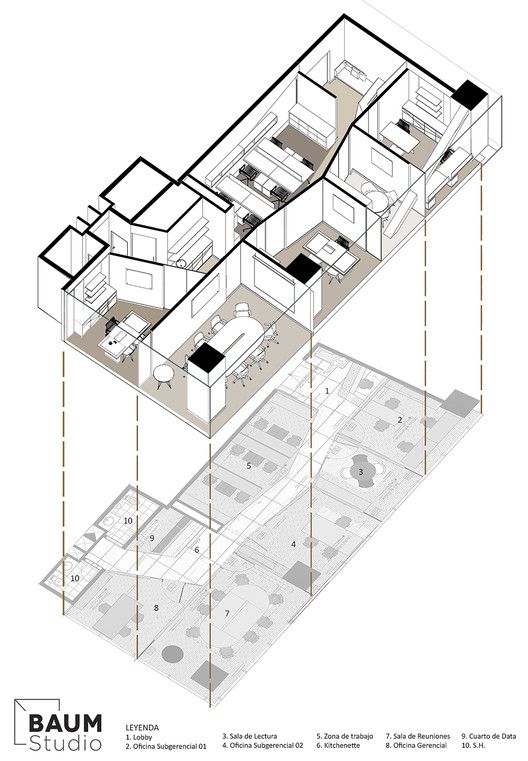 1
2
3
5
4
10
9
6
10
8
7
BAUM
Studio
LEYENDA
1. Lobby
2. Oficina Subgerencial 01
3. Sala de Lectura
4. Oficina Subgerencial 02
5. Zona de trabajo
6. Kitchenette
7. Sala de Reuniones
8. Oficina Gerencial
9. Cuarto de Data
10. S.H.